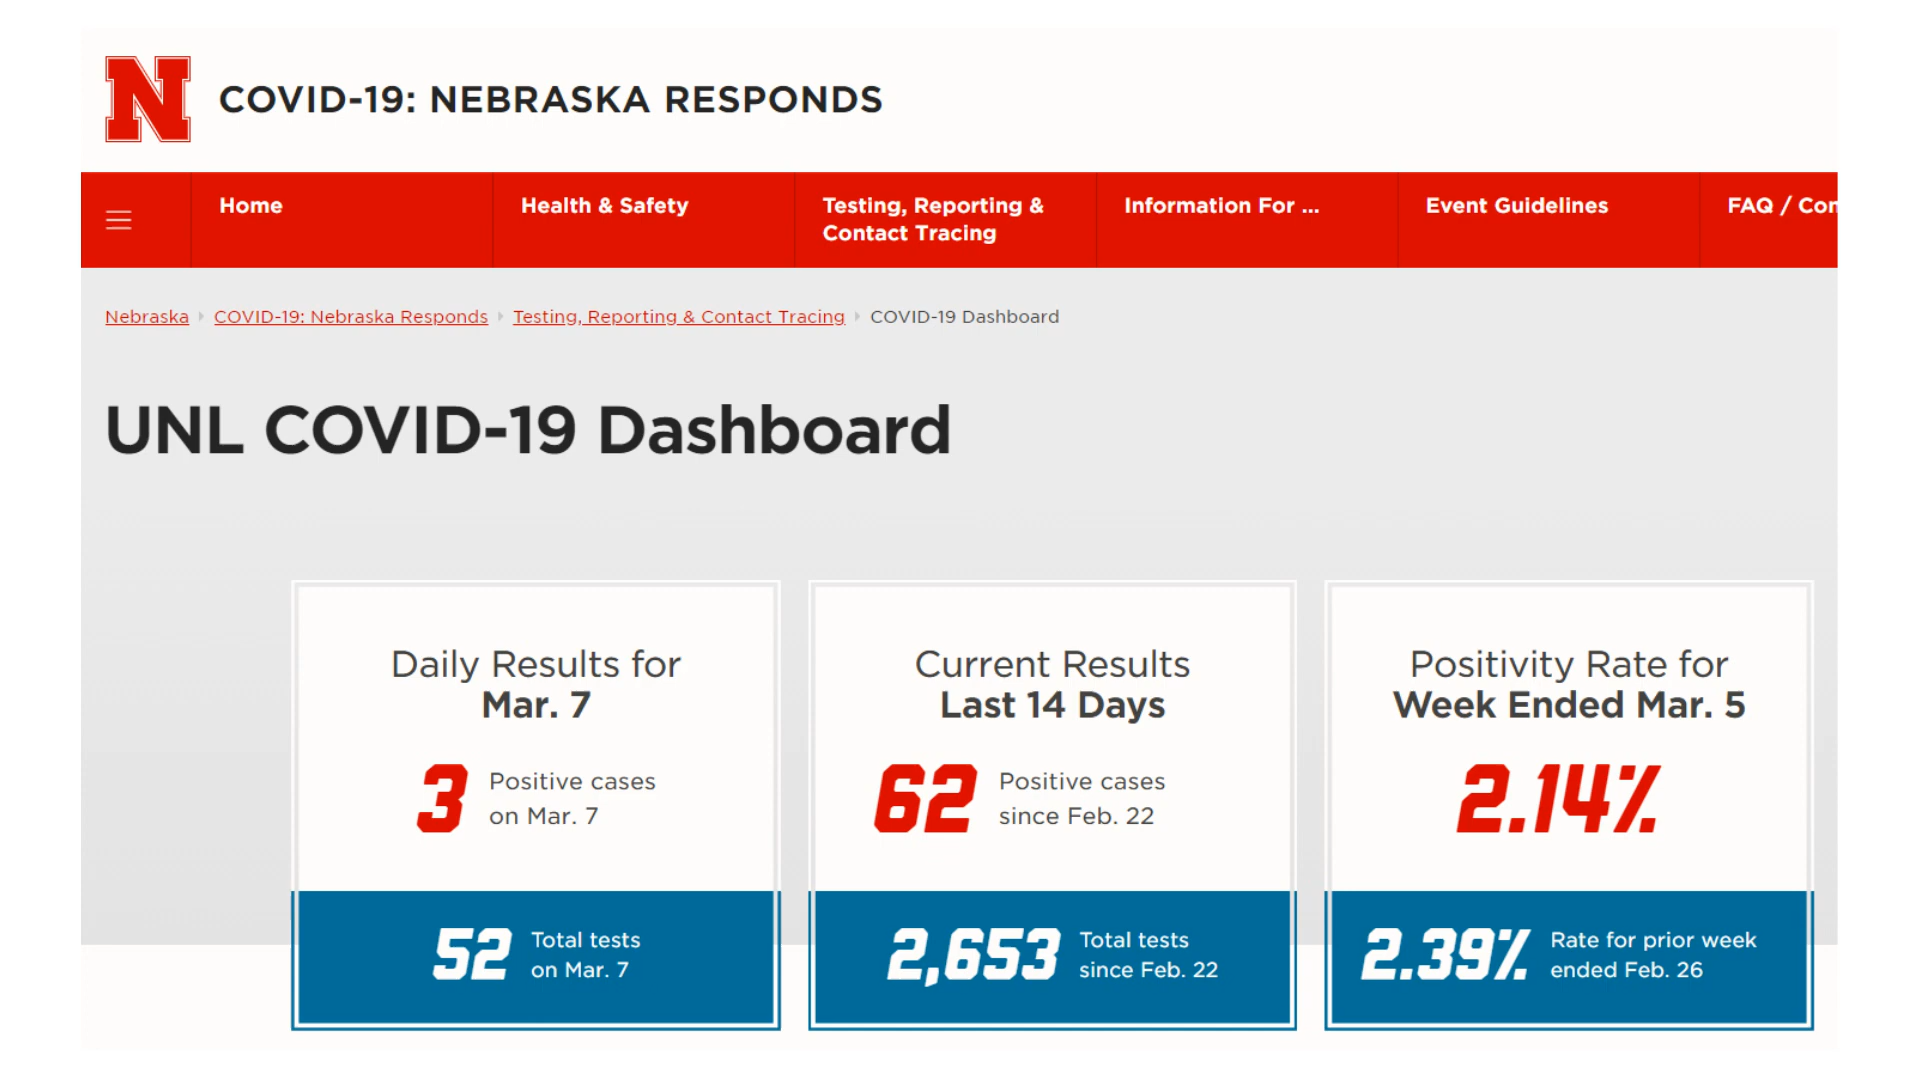 N
COVID-19: NEBRASKA RESPONDS
Home
Health & Safety
Testing, Reporting &
Contact Tracing
Information For ...
Event Guidelines
FAQ /
Nebraska
COVID-19: Nebraska Responds
Testing, Reporting & Contact Tracing
COVID-19 Dashboard
UNL COVID-19 Dashboard
Daily Results for
Mar. 7
3
Positive cases
on Mar. 7
52
Total tests
on Mar. 7
Current Results
Last 14 Days
62
Positive cases
since Feb. 22
2,653
Total tests
since Feb. 22
Positivity Rate for
Week Ended Mar. 5
2.14%
2.39%
Rate for prior week
ended Feb. 26